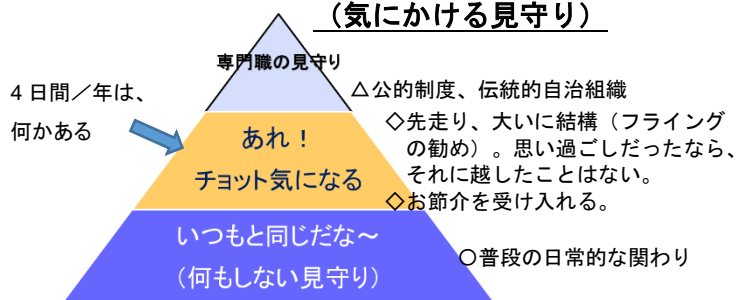 （気にかける見守り）
専門職の見守り
4 日間／年は、
何かある
△公的制度、伝統的自治組織
あれ！
チョット気になる
◇先走り、大いに結構（フライング
の勧め）。思い過ごしだったなら、
それに越したことはない。
◇お節介を受け入れる。
いつもと同じだな～
（何もしない見守り）
〇普段の日常的な関わり